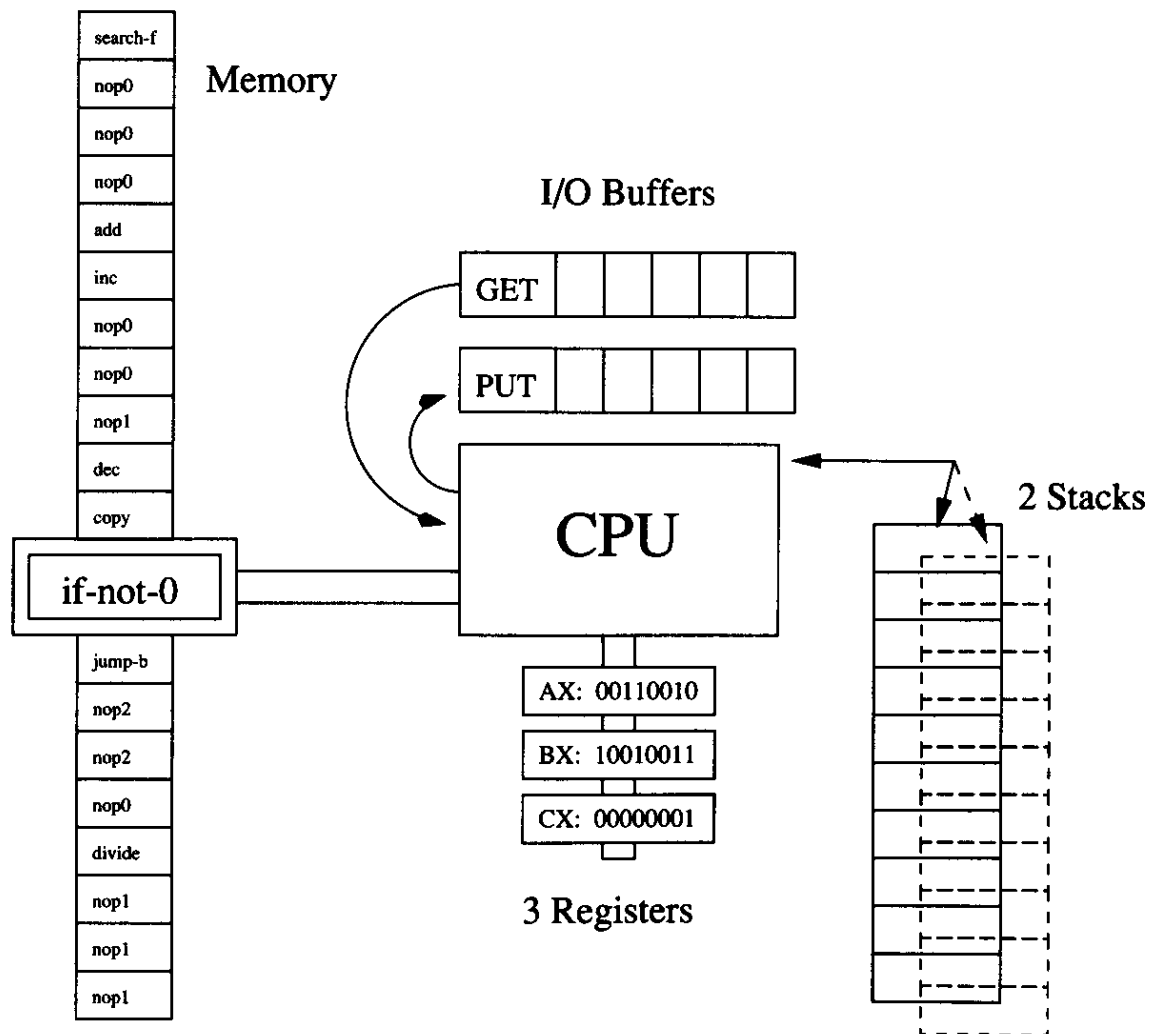 search-f
nop0
Memory
nop0
nop0
add
inc
nop0
nop0
nop1
dec
copy
if-not-0
jump-b
nop2
nop2
nop0
divide
nop1
nop1
nop1
I/O Buffers
GET
PUT
CPU
AX: 00110010
BX: 10010011
CX: 00000001
3 Registers
2 Stacks